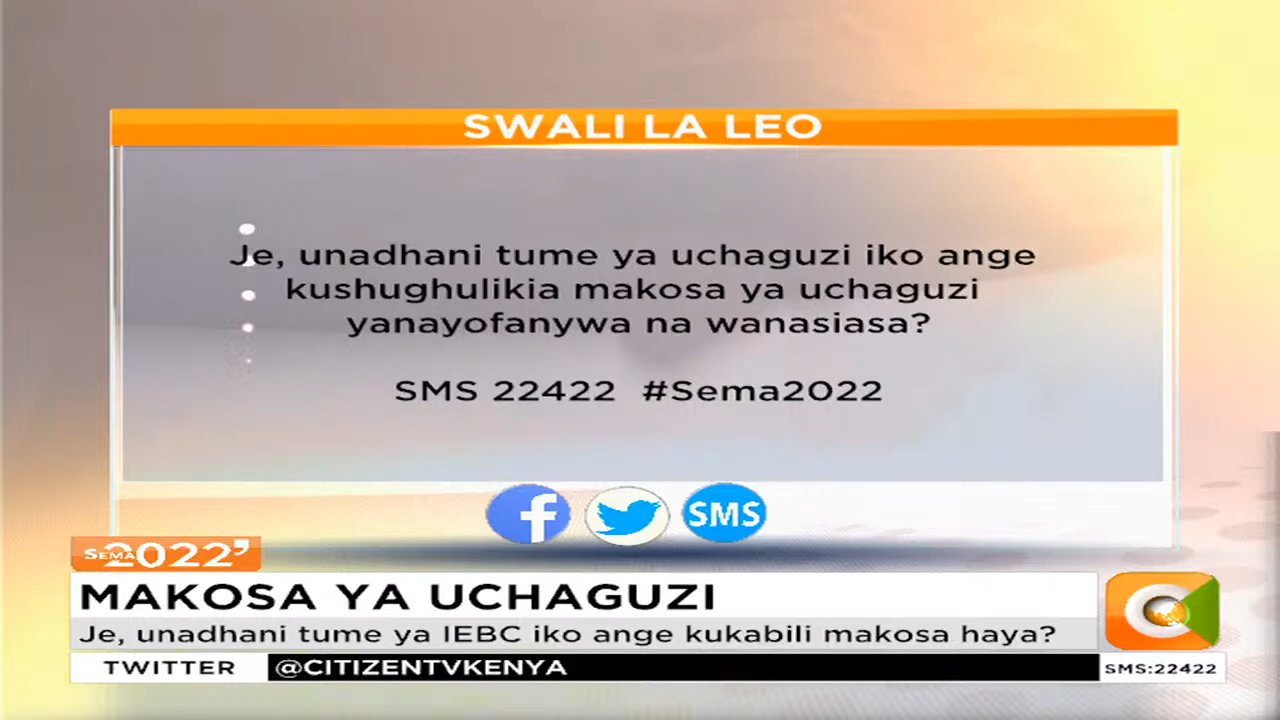 SWALI LA LEO
Je, unadhani tume ya uchaguzi iko ange
kushughulikia makosa ya uchaguzi
yanayofanywa na wanasiasa?
SMS 22422 #Sema2022
f
SMS
SEMA 2022'
MAKOSA YA UCHAGUZI
Je, unadhani tume ya IEBC iko ange kukabili makosa haya?
TWITTER @CITIZENTVKENYA
SMS:22422